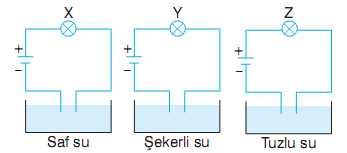 X Y Z
+ + +
– – –
Saf su Şekerli su Tuzlu su